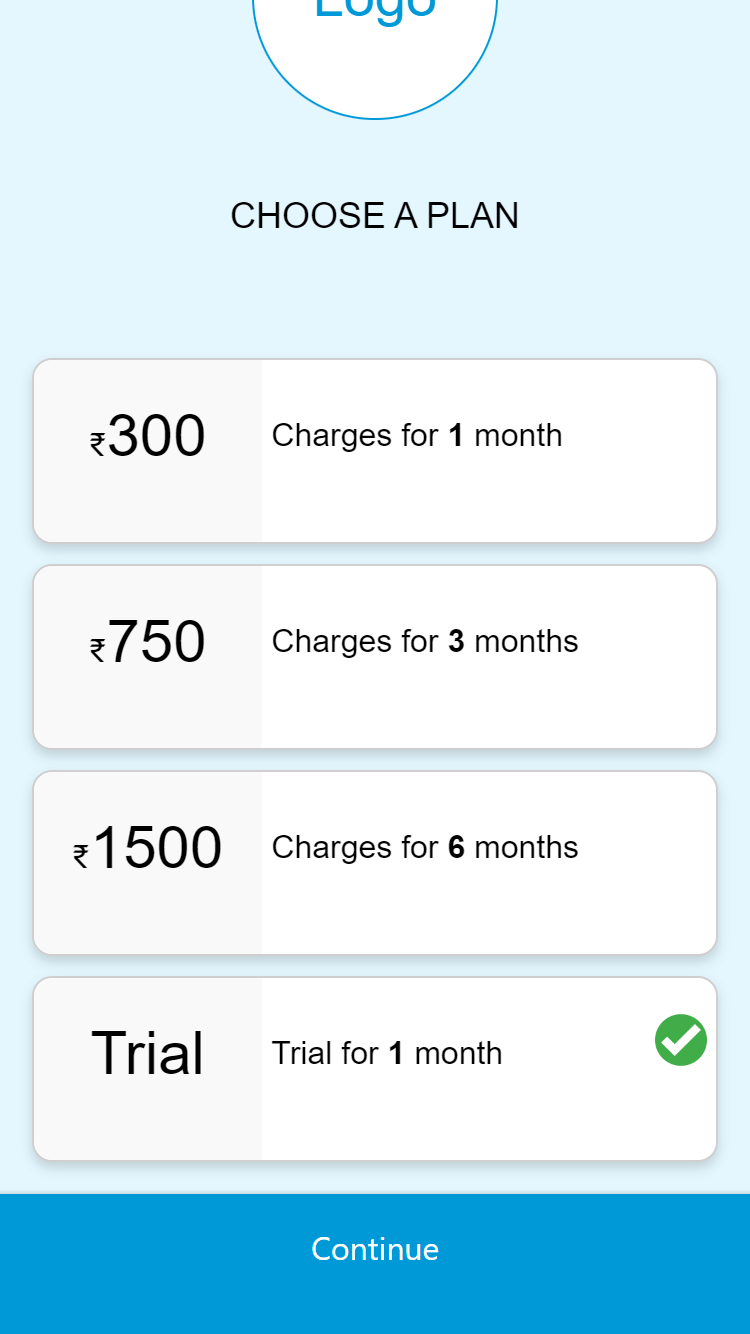 Logo
CHOOSE A PLAN
₹300
Charges for 1 month
₹750
Charges for 3 months
₹1500
Charges for 6 months
Trial
Trial for 1 month
Continue